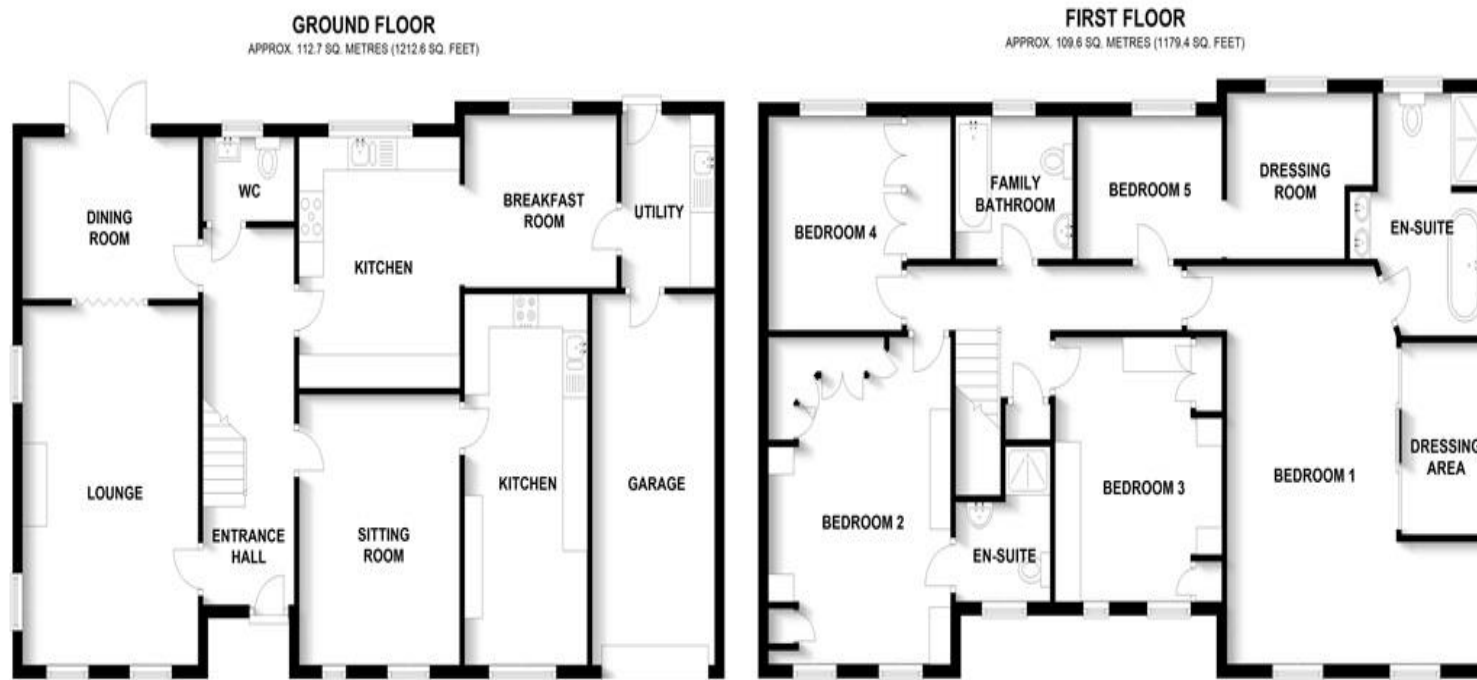 GROUND FLOOR
APPROX. 112.7 SQ. METRES (1212.6 SQ. FEET)
DINING
ROOM
WC
KITCHEN
BREAKFAST
ROOM
UTILITY
LOUNGE
ENTRANCE
HALL
SITTING
ROOM
KITCHEN
GARAGE
FIRST FLOOR
APPROX. 109.6 SQ. METRES (1179.4 SQ. FEET)
BEDROOM 4
FAMILY
BATHROOM
BEDROOM 5
DRESSING
ROOM
EN-SUITE
BEDROOM 2
EN-SUITE
BEDROOM 3
BEDROOM 1
DRESSING
AREA